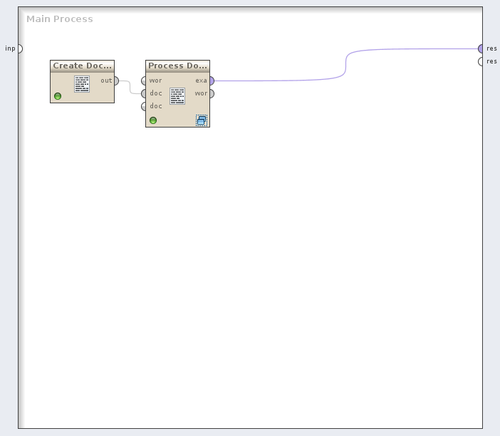 Main Process
inp
res
res
Create Doc...
out
Process Do...
wor
exa
doc
wor
doc